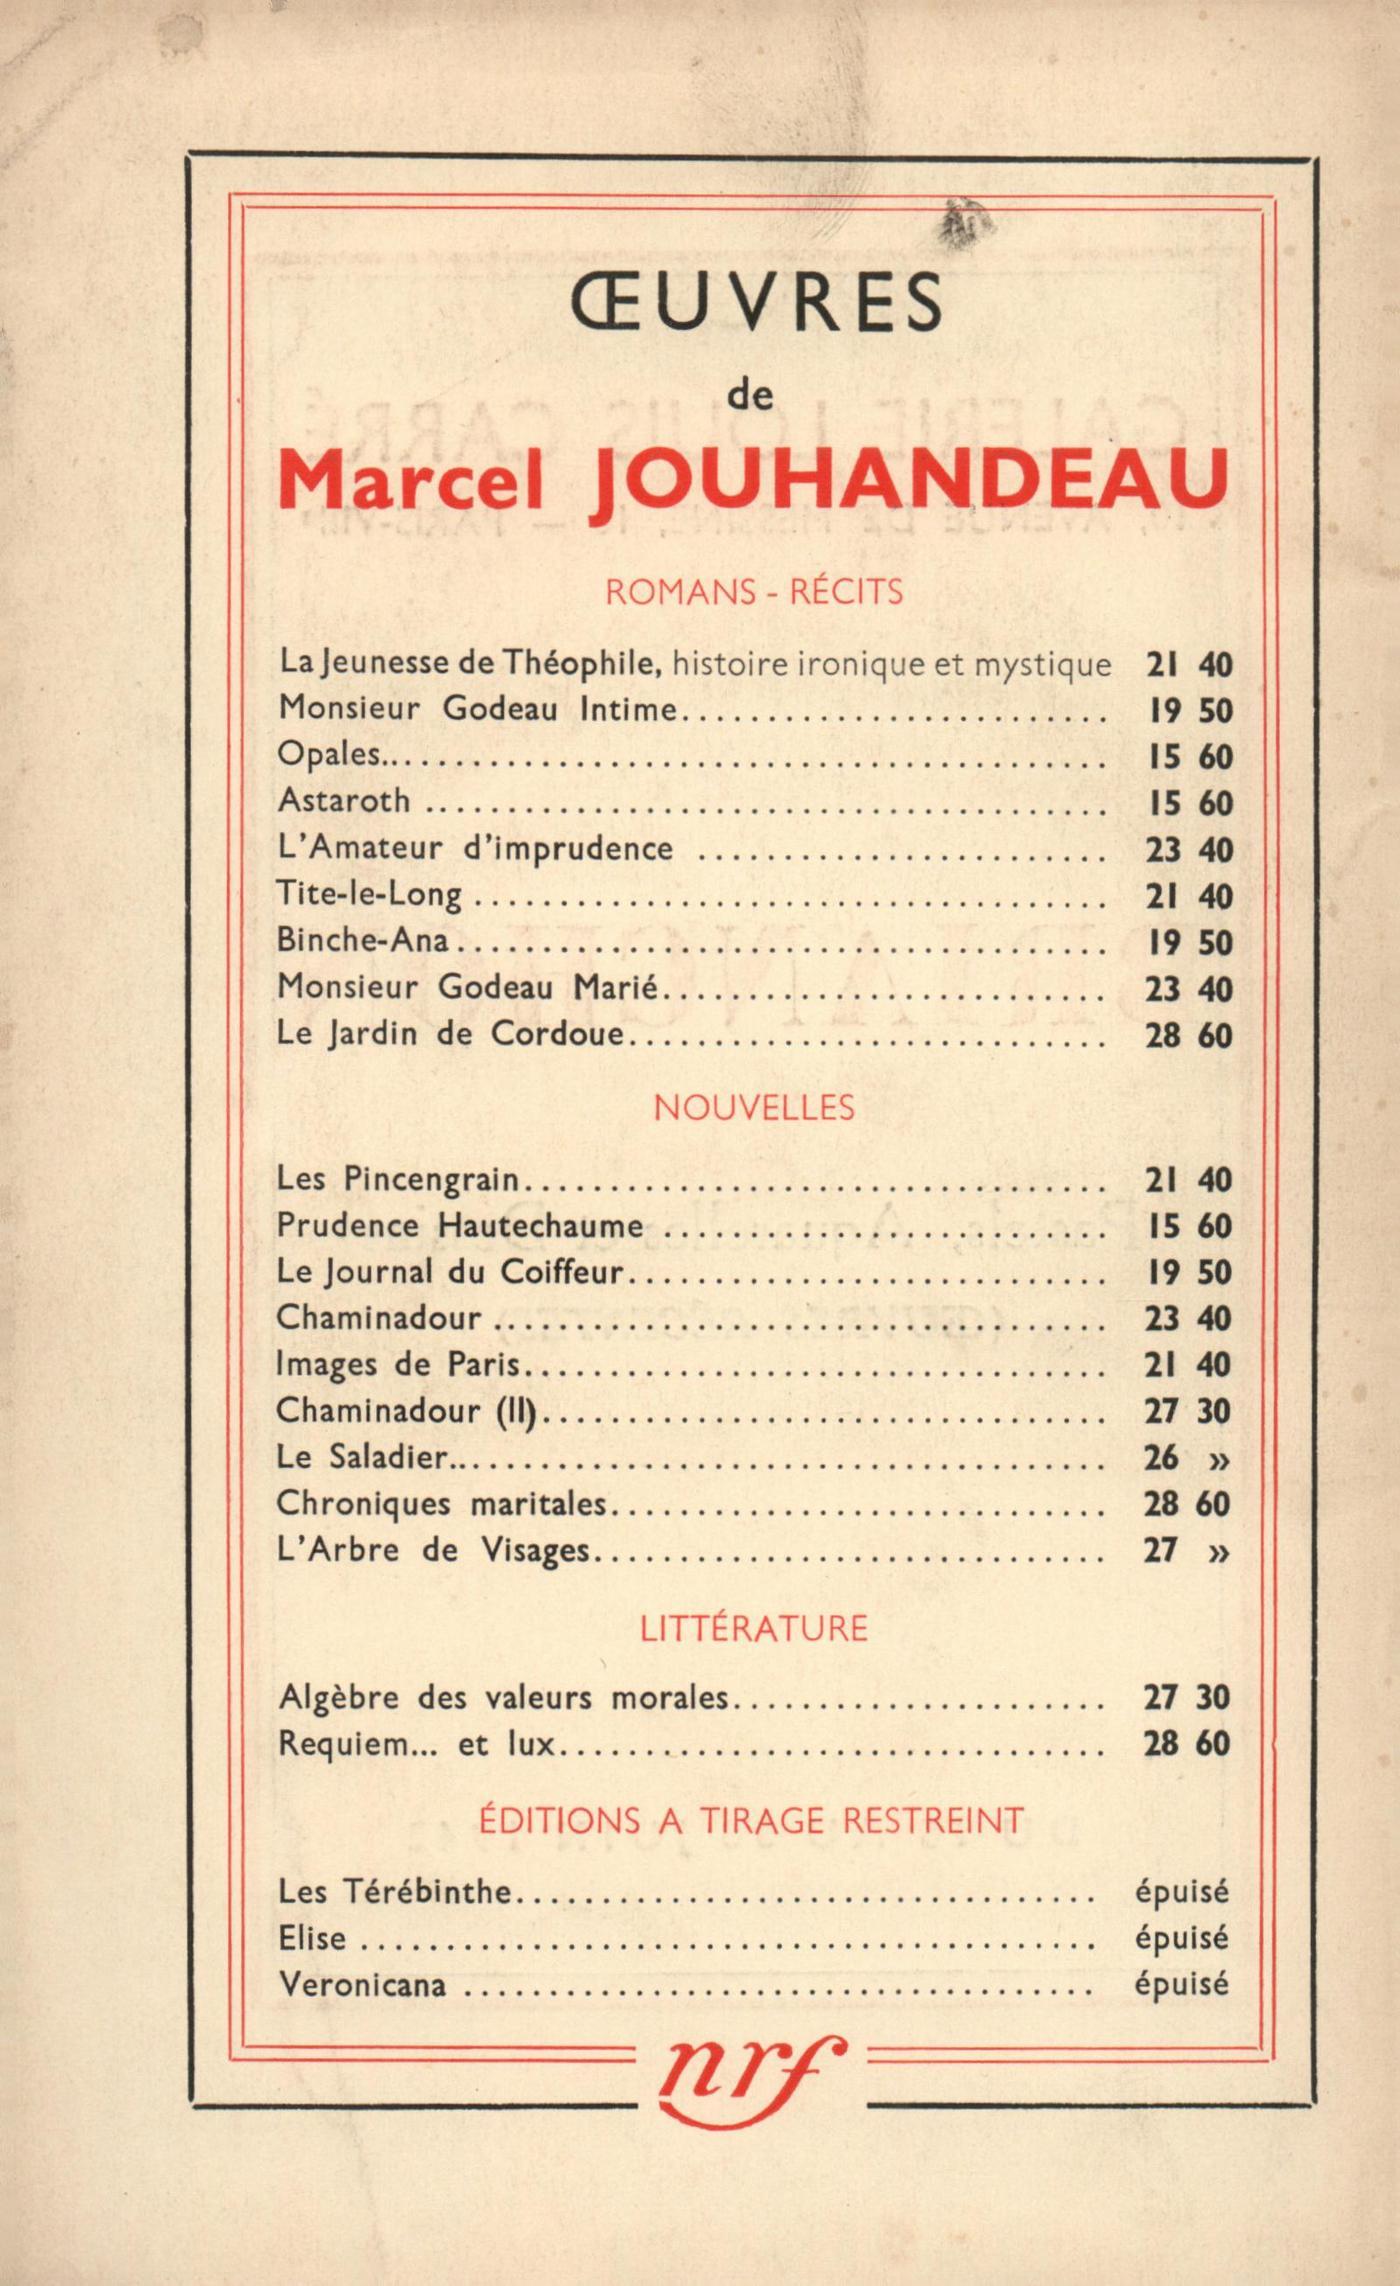 ŒUVRES
de
Marcel JOUHANDEAU
ROMANS - RÉCITS
La Jeunesse de Théophile, histoire ironique et mystique 21 40
Monsieur Godeau Intime........................ 19 50
Opales........................ 15 60
Astaroth ........................ 15 60
L'Amateur d'imprudence ........................ 23 40
Tite-le-Long ........................ 21 40
Binche-Ana........................ 19 50
Monsieur Godeau Marié........................ 23 40
Le Jardin de Cordoue........................ 28 60
NOUVELLES
Les Pincengrain........................ 21 40
Prudence Hautechaume ........................ 15 60
Le Journal du Coiffeur........................ 19 50
Chaminadour ........................ 23 40
Images de Paris........................ 21 40
Chaminadour (II)........................ 27 30
Le Saladier........................ 26 »
Chroniques maritales........................ 28 60
L'Arbre de Visages........................ 27 »
LITTÉRATURE
Algèbre des valeurs morales........................ 27 30
Requiem... et lux........................ 28 60
ÉDITIONS A TIRAGE RESTREINT
Les Térébinthe........................ épuisé
Elise ........................ épuisé
Veronicana ........................ épuisé
nrf